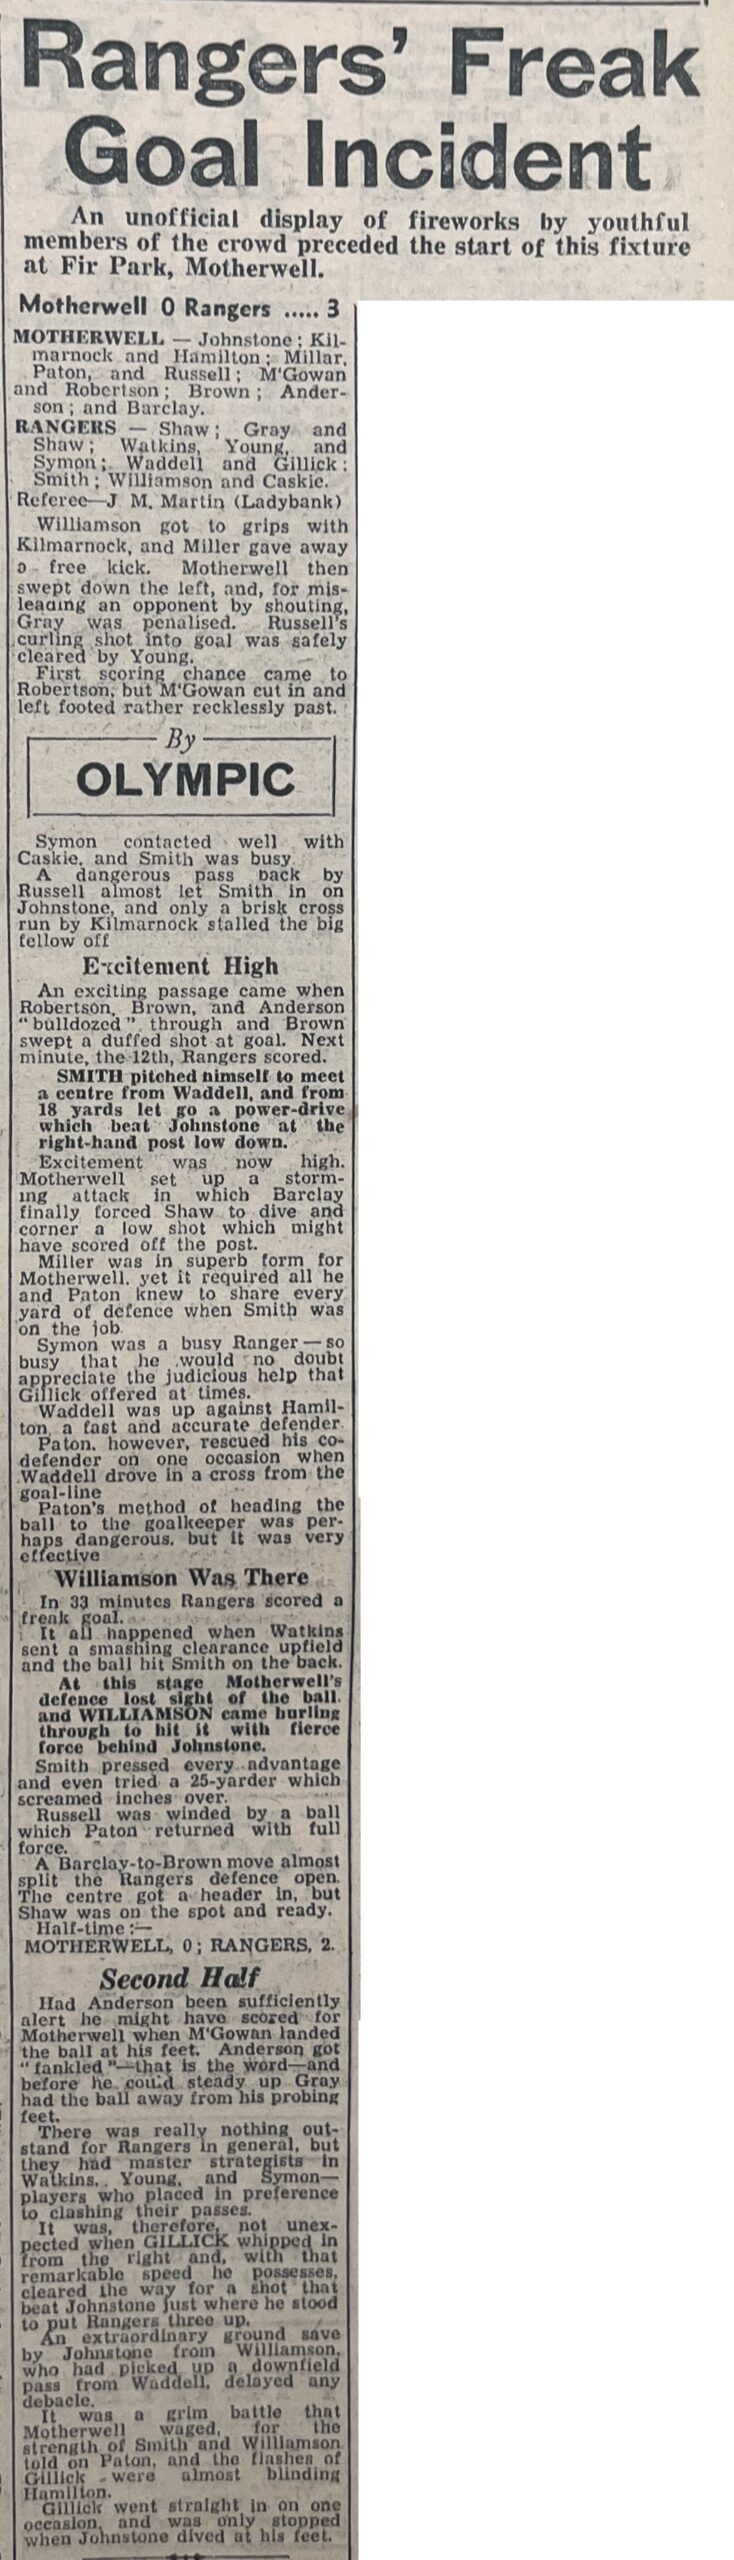 Rangers' Freak
Goal Incident
An unofficial display of fireworks by youthful
members of the crowd preceded the start of this fixture
at Fir Park, Motherwell.
Motherwell 0 Rangers ..... 3
MOTHERWELL — Johnstone; Kil-
marnock and Hamilton; Millar,
Paton, and Russell; M'Gowan
and Robertson; Brown; Ander-
son; and Barclay.
RANGERS — Shaw; Gray and
Shaw; Watkins, Young, and
Symon; Waddell and Gillick;
Smith; Williamson and Caskie.
Referee—J M. Martin (Ladybank)
Williamson got to grips with
Kilmarnock, and Miller gave away
a free kick. Motherwell then
swept down the left, and, for mis-
leading an opponent by shouting,
Gray was penalised. Russell's
curling shot into goal was safely
cleared by Young.
First scoring chance came to
Robertson, but M'Gowan cut in and
left footed rather recklessly past.
By
OLYMPIC
Symon contacted well with
Caskie, and Smith was busy.
A dangerous pass back by
Russell almost let Smith in on
Johnstone, and only a brisk cross
run by Kilmarnock stalled the big
fellow off
Excitement High
An exciting passage came when
Robertson, Brown, and Anderson
"bulldozed" through and Brown
swept a duffed shot at goal. Next
minute, the 12th, Rangers scored.
SMITH pitched himself to meet
a centre from Waddell, and from
18 yards let go a power-drive
which beat Johnstone at the
right-hand post low down.
Excitement was now high.
Motherwell set up a storm-
ing attack in which Barclay
finally forced Shaw to dive and
corner a low shot which might
have scored off the post.
Miller was in superb form for
Motherwell, yet it required all he
and Paton knew to share every
yard of defence when Smith was
on the job.
Symon was a busy Ranger—so
busy that he would no doubt
appreciate the judicious help that
Gillick offered at times.
Waddell was up against Hamil-
ton, a fast and accurate defender.
Paton, however, rescued his co-
defender on one occasion when
Waddell drove in a cross from the
goal-line
Paton's method of heading the
ball to the goalkeeper was per-
haps dangerous, but it was very
effective
Williamson Was There
In 33 minutes Rangers scored a
freak goal.
It all happened when Watkins
sent a smashing clearance upfield
and the ball hit Smith on the back.
At this stage Motherwell's
defence lost sight of the ball,
and WILLIAMSON came hurling
through to hit it with fierce
force behind Johnstone.
Smith pressed every advantage
and even tried a 25-yarder which
screamed inches over.
Russell was winded by a ball
which Paton returned with full
force.
A Barclay-to-Brown move almost
split the Rangers defence open.
The centre got a header in, but
Shaw was on the spot and ready.
Half-time:—
MOTHERWELL, 0; RANGERS, 2.
Second Half
Had Anderson been sufficiently
alert he might have scored for
Motherwell when M'Gowan landed
the ball at his feet. Anderson got
"fankled"—that is the word—and
before he could steady up Gray
had the ball away from his probing
feet.
There was really nothing out-
stand for Rangers in general, but
they had master strategists in
Watkins, Young, and Symon—
players who placed in preference
to clashing their passes.
It was, therefore, not unex-
pected when GILLICK whipped in
from the right and, with that
remarkable speed he possesses,
cleared the way for a shot that
beat Johnstone just where he stood
to put Rangers three up.
An extraordinary ground save
by Johnstone from Williamson,
who had picked up a downfield
pass from Waddell, delayed any
debacle.
It was a grim battle that
Motherwell waged, for the
strength of Smith and Williamson
told on Paton, and the flashes of
Gillick were almost blinding
Hamilton.
Gillick went straight in on one
occasion, and was only stopped
when Johnstone dived at his feet.